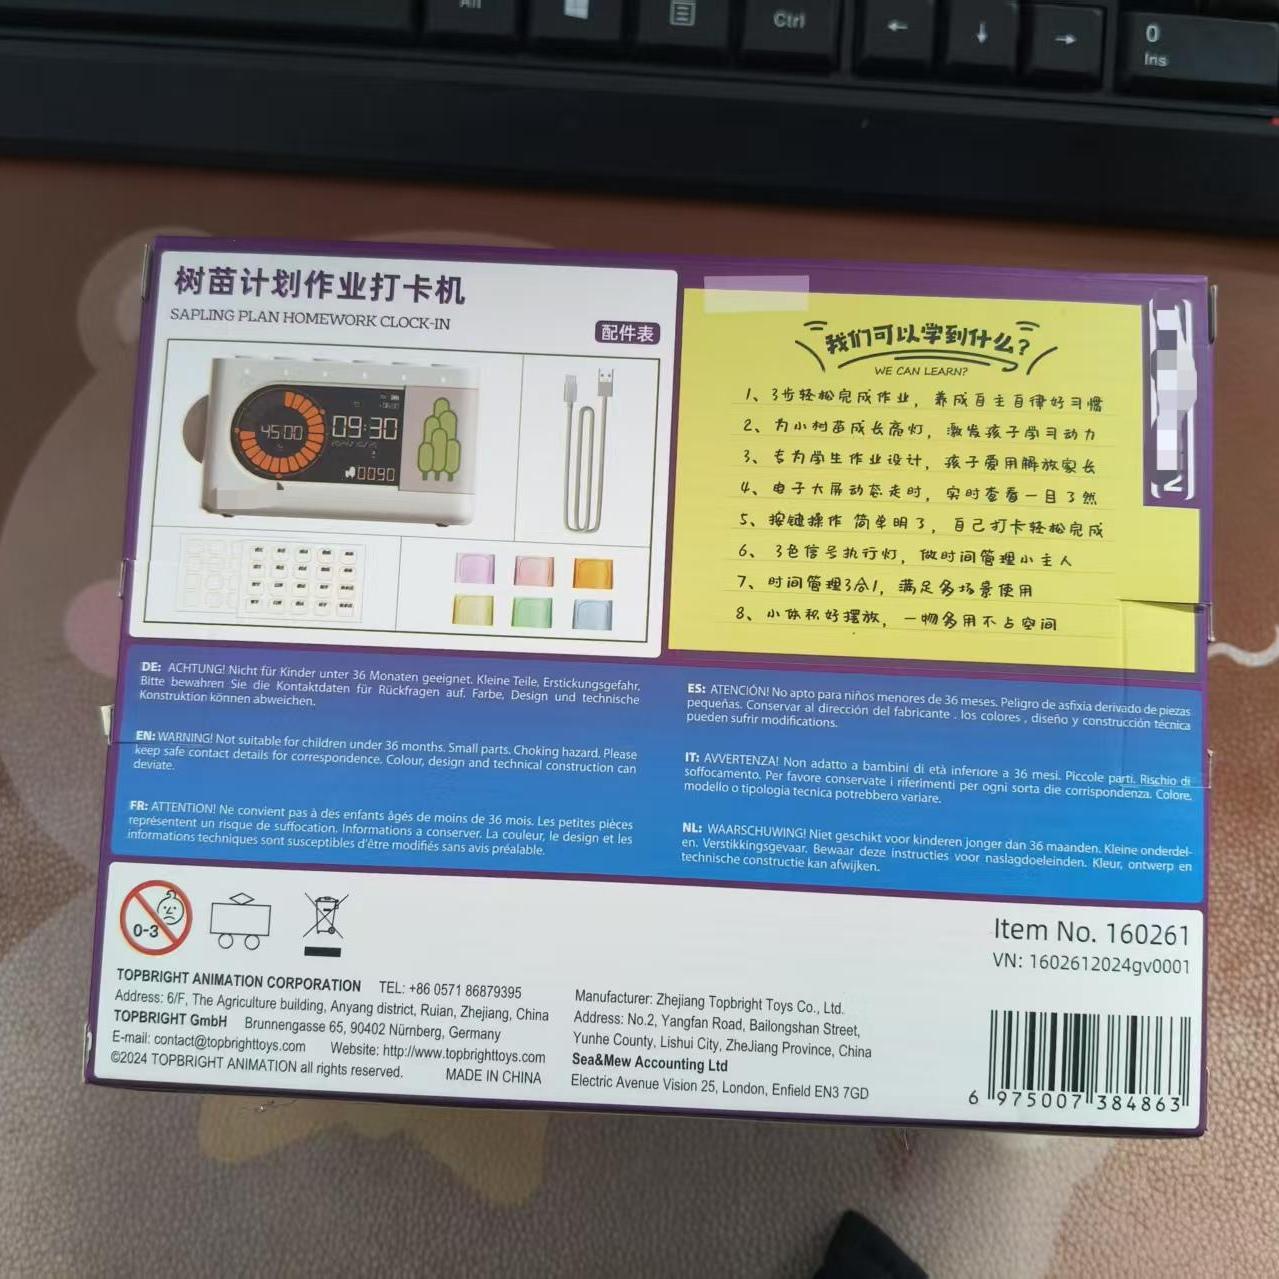 Alt
Ctrl
←
↓
→
0
Ins
树苗计划作业打卡机
SAPLING PLAN HOMEWORK CLOCK-IN
配件表
45:00
09:30
0090
我们可以学到什么?
WE CAN LEARN?
1、3步轻松完成作业,养成自主自律好习惯
2、为小树苗成长亮灯,激发孩子学习动力
3、专为学生作业设计,孩子爱用解放家长
4、电子大屏动态走时,实时查看一目了然
5、按键操作 简单明了,自己打卡轻松完成
6、3色信号执行灯,做时间管理小主人
7、时间管理3合1,满足多场景使用
8、小体积好摆放,一物多用不占空间
DE: ACHTUNG! Nicht für Kinder unter 36 Monaten geeignet. Kleine Teile, Erstickungsgefahr.
Bitte bewahren Sie die Kontaktdaten für Rückfragen auf. Farbe, Design und technische
Konstruktion können abweichen.
EN: WARNING! Not suitable for children under 36 months. Small parts. Choking hazard. Please
keep safe contact details for correspondence. Colour, design and technical construction can
deviate.
FR: ATTENTION! Ne convient pas à des enfants âgés de moins de 36 mois. Les petites pièces
représentent un risque de suffocation. Informations a conserver. La couleur, le design et les
informations techniques sont susceptibles d'être modifiés sans avis préalable.
ES: ATENCIÓN! No apto para niños menores de 36 meses. Peligro de asfixia derivado de piezas
pequeñas. Conservar al dirección del fabricante . los colores , diseño y construcción técnica
pueden sufrir modifications.
IT: AVVERTENZA! Non adatto a bambini di età inferiore a 36 mesi. Piccole parti. Rischio di
soffocamento. Per favore conservate i riferimenti per ogni sorta die corrispondenza. Colore,
modello o tipologia tecnica potrebbero variare.
NL: WAARSCHUWING! Niet geschikt voor kinderen jonger dan 36 maanden. Kleine onderdel-
en. Verstikkingsgevaar. Bewaar deze instructies voor naslagdoeleinden. Kleur, ontwerp en
technische constructie kan afwijken.
0-3
TOPBRIGHT ANIMATION CORPORATION TEL: +86 0571 86879395
Address: 6/F, The Agriculture building, Anyang district, Ruian, Zhejiang, China
TOPBRIGHT GmbH Brunnengasse 65, 90402 Nürnberg, Germany
E-mail: contact@topbrighttoys.com Website: http://www.topbrighttoys.com
©2024 TOPBRIGHT ANIMATION all rights reserved. MADE IN CHINA
Manufacturer: Zhejiang Topbright Toys Co., Ltd.
Address: No.2, Yangfan Road, Bailongshan Street,
Yunhe County, Lishui City, ZheJiang Province, China
Sea&Mew Accounting Ltd
Electric Avenue Vision 25, London, Enfield EN3 7GD
Item No. 160261
VN: 1602612024gv0001
6 975007 384863